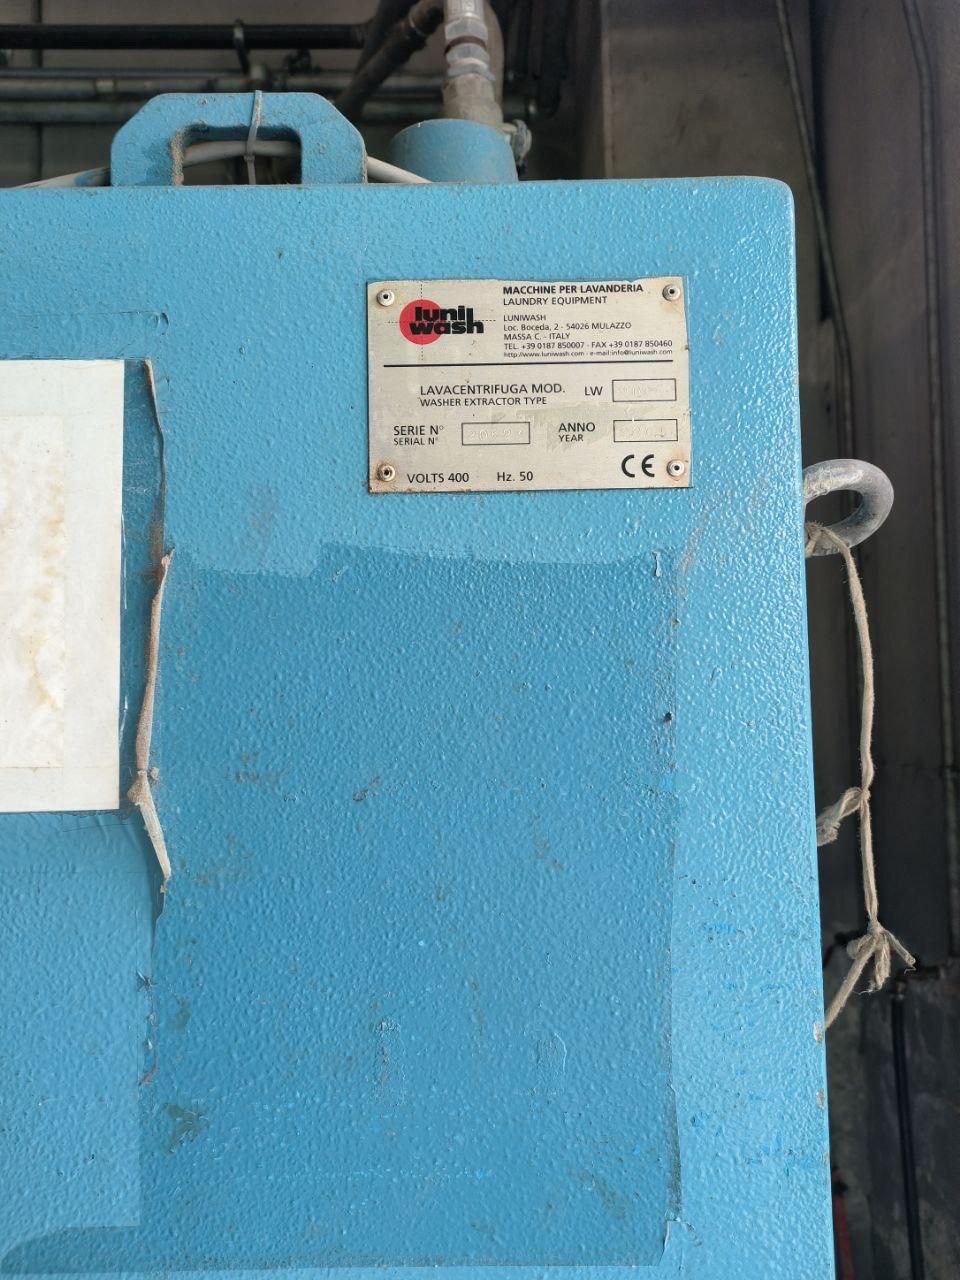 luni
wash
MACCHINE PER LAVANDERIA
LAUNDRY EQUIPMENT
LUNIWASH
Loc. Boceda, 2 - 54026 MULAZZO
MASSA C. - ITALY
TEL. +39 0187 850007 - FAX +39 0187 850460
http://www.luniwash.com - e-mail:info@luniwash.com
LAVACENTRIFUGA MOD. LW
WASHER EXTRACTOR TYPE
SERIE N° ANNO
SERIAL N° YEAR
VOLTS 400 Hz. 50 CE